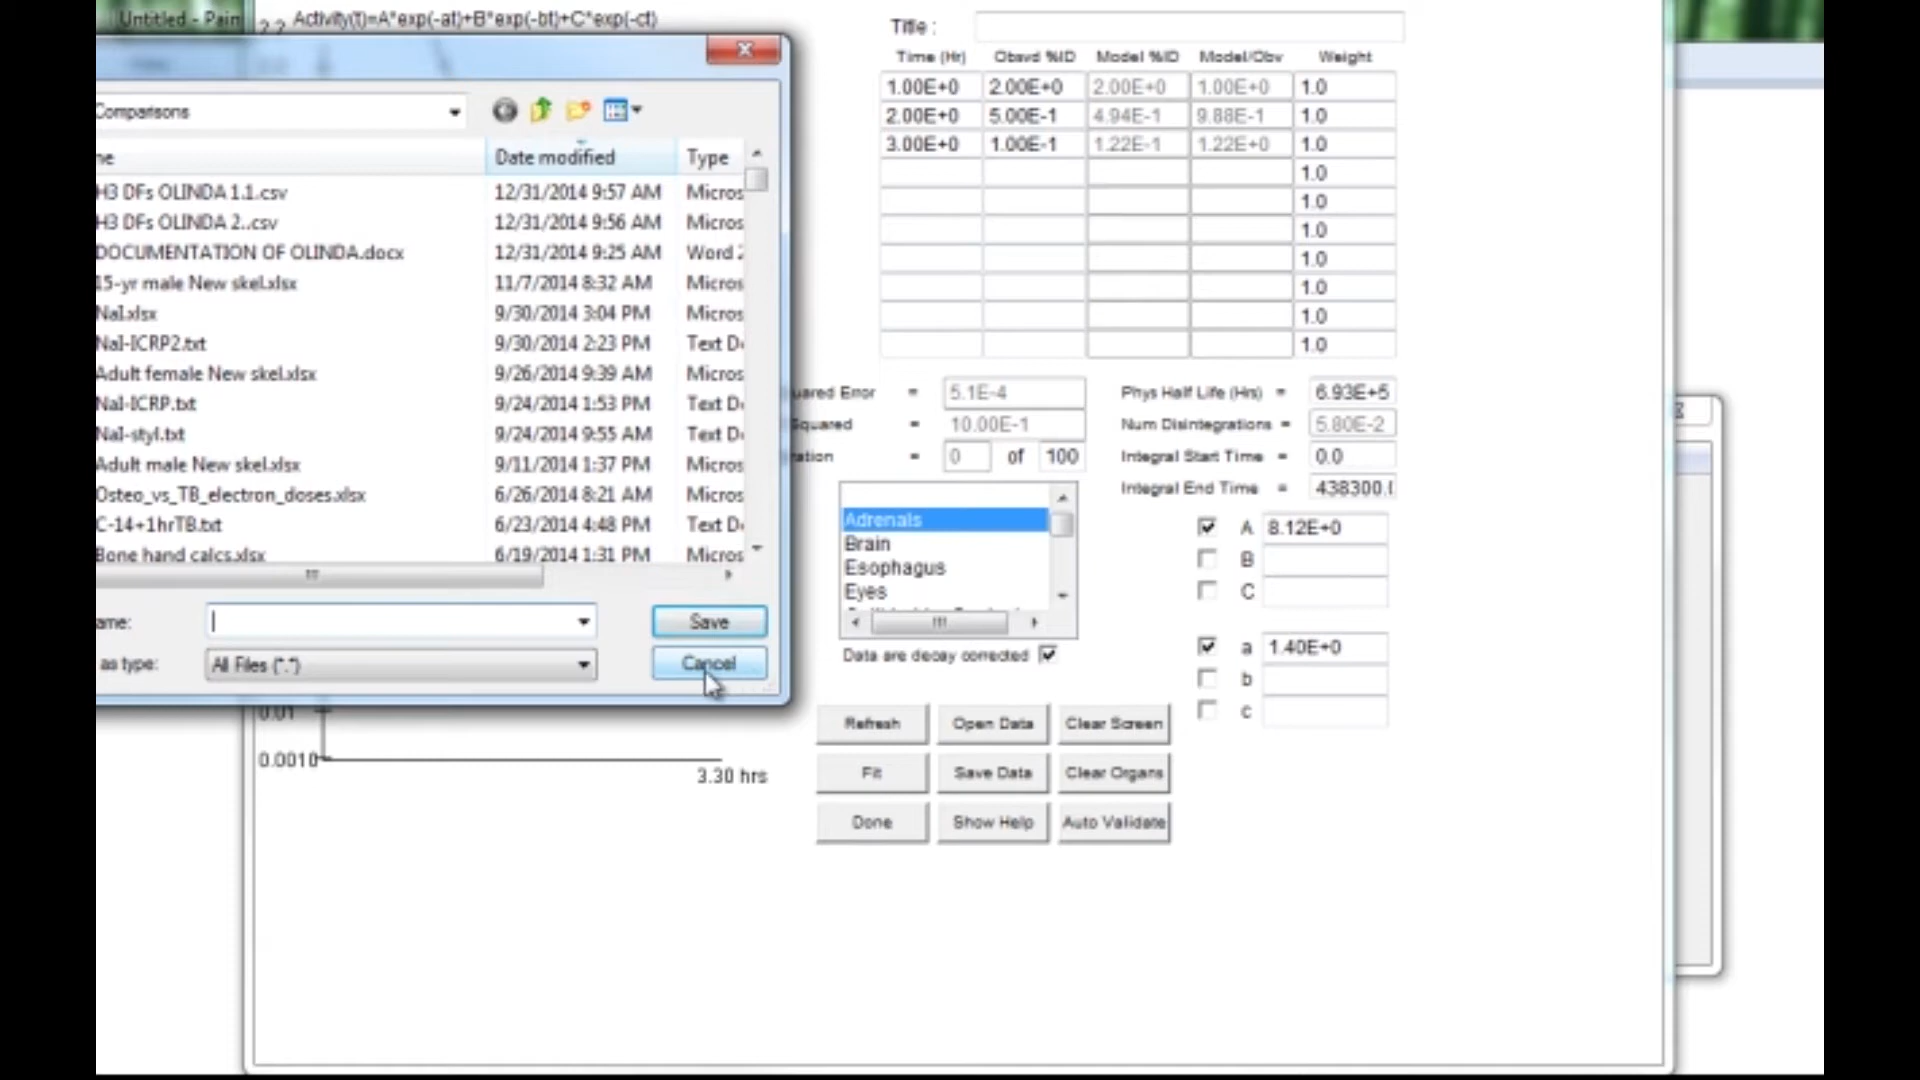 Untitled - Pain
Activity(t)=A*exp(-at)+B*exp(-bt)+C*exp(-ct)
Comparisons
Date modified Type
H3 DFs OLINDA 1.1.csv 12/31/2014 9:57 AM Micros
H3 DFs OLINDA 2..csv 12/31/2014 9:56 AM Micros
DOCUMENTATION OF OLINDA.docx 12/31/2014 9:25 AM Word 2
15-yr male New skel.xlsx 11/7/2014 8:32 AM Micros
NaI.xlsx 9/30/2014 3:04 PM Micros
NaI-ICRP2.txt 9/30/2014 2:23 PM Text D
Adult female New skel.xlsx 9/26/2014 9:39 AM Micros
NaI-ICRP.txt 9/24/2014 1:53 PM Text D
NaI-styl.txt 9/24/2014 9:55 AM Text D
Adult male New skel.xlsx 9/11/2014 1:37 PM Micros
Osteo_vs_TB_electron_doses.xlsx 6/26/2014 8:21 AM Micros
C-14+1hrTB.txt 6/23/2014 4:48 PM Text D
Bone hand calcs.xlsx 6/19/2014 1:31 PM Micros
ame: Save
as type: All Files (*.*) Cancel
0.01
0.0010
3.30 hrs
Title :
Time (Hr) Obsvd %ID Model %ID Model/Obv Weight
1.00E+0 2.00E+0 2.00E+0 1.00E+0 1.0
2.00E+0 5.00E-1 4.94E-1 9.88E-1 1.0
3.00E+0 1.00E-1 1.22E-1 1.22E+0 1.0
1.0
1.0
1.0
1.0
1.0
1.0
1.0
uared Error = 5.1E-4 Phys Half Life (Hrs) = 6.93E+5
Squared = 10.00E-1 Num Disintegrations = 5.80E-2
ration = 0 of 100 Integral Start Time = 0.0
Integral End Time = 438300.
Adrenals
Brain
Esophagus
Eyes
Data are decay corrected
A 8.12E+0
B
C
a 1.40E+0
b
c
Refresh Open Data Clear Screen
Fit Save Data Clear Organs
Done Show Help Auto Validate